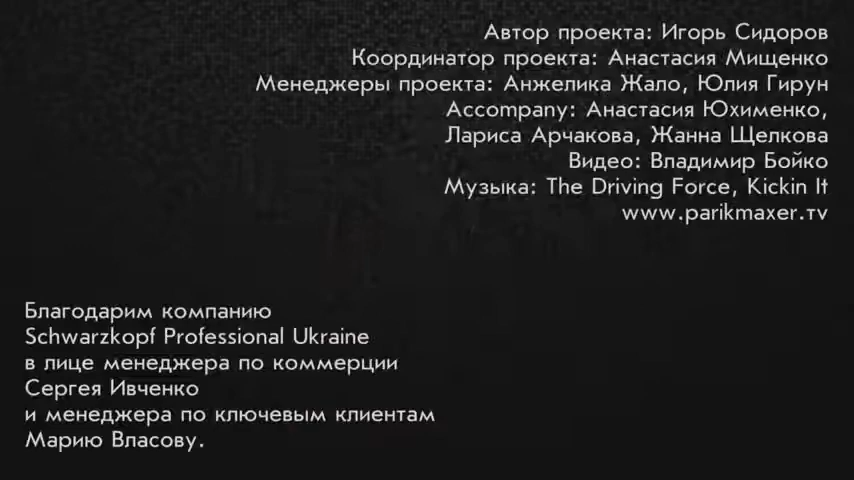 Автор проекта: Игорь Сидоров
Координатор проекта: Анастасия Мищенко
Менеджеры проекта: Анжелика Жало, Юлия Гирун
Accompany: Анастасия Юхименко,
Лариса Арчакова, Жанна Щелкова
Видео: Владимир Бойко
Музыка: The Driving Force, Kickin It
www.parikmaxer.tv
Благодарим компанию
Schwarzkopf Professional Ukraine
в лице менеджера по коммерции
Сергея Ивченко
и менеджера по ключевым клиентам
Марию Власову.